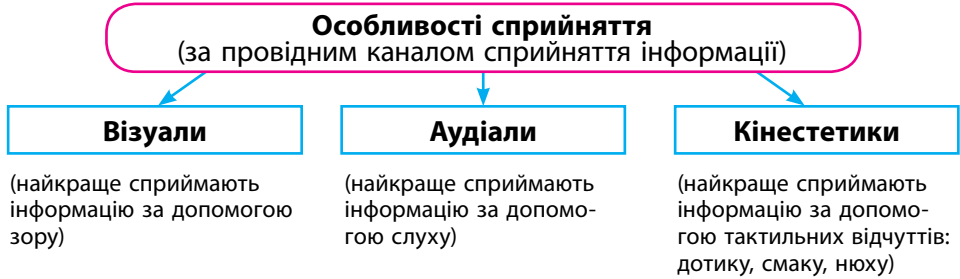 Особливості сприйняття
(за провідним каналом сприйняття інформації)
Візуали
(найкраще сприймають
інформацію за допомогою
зору)
Аудіали
(найкраще сприймають
інформацію за допомо-
гою слуху)
Кінестетики
(найкраще сприймають
інформацію за допомо-
гою тактильних відчуттів:
дотику, смаку, нюху)